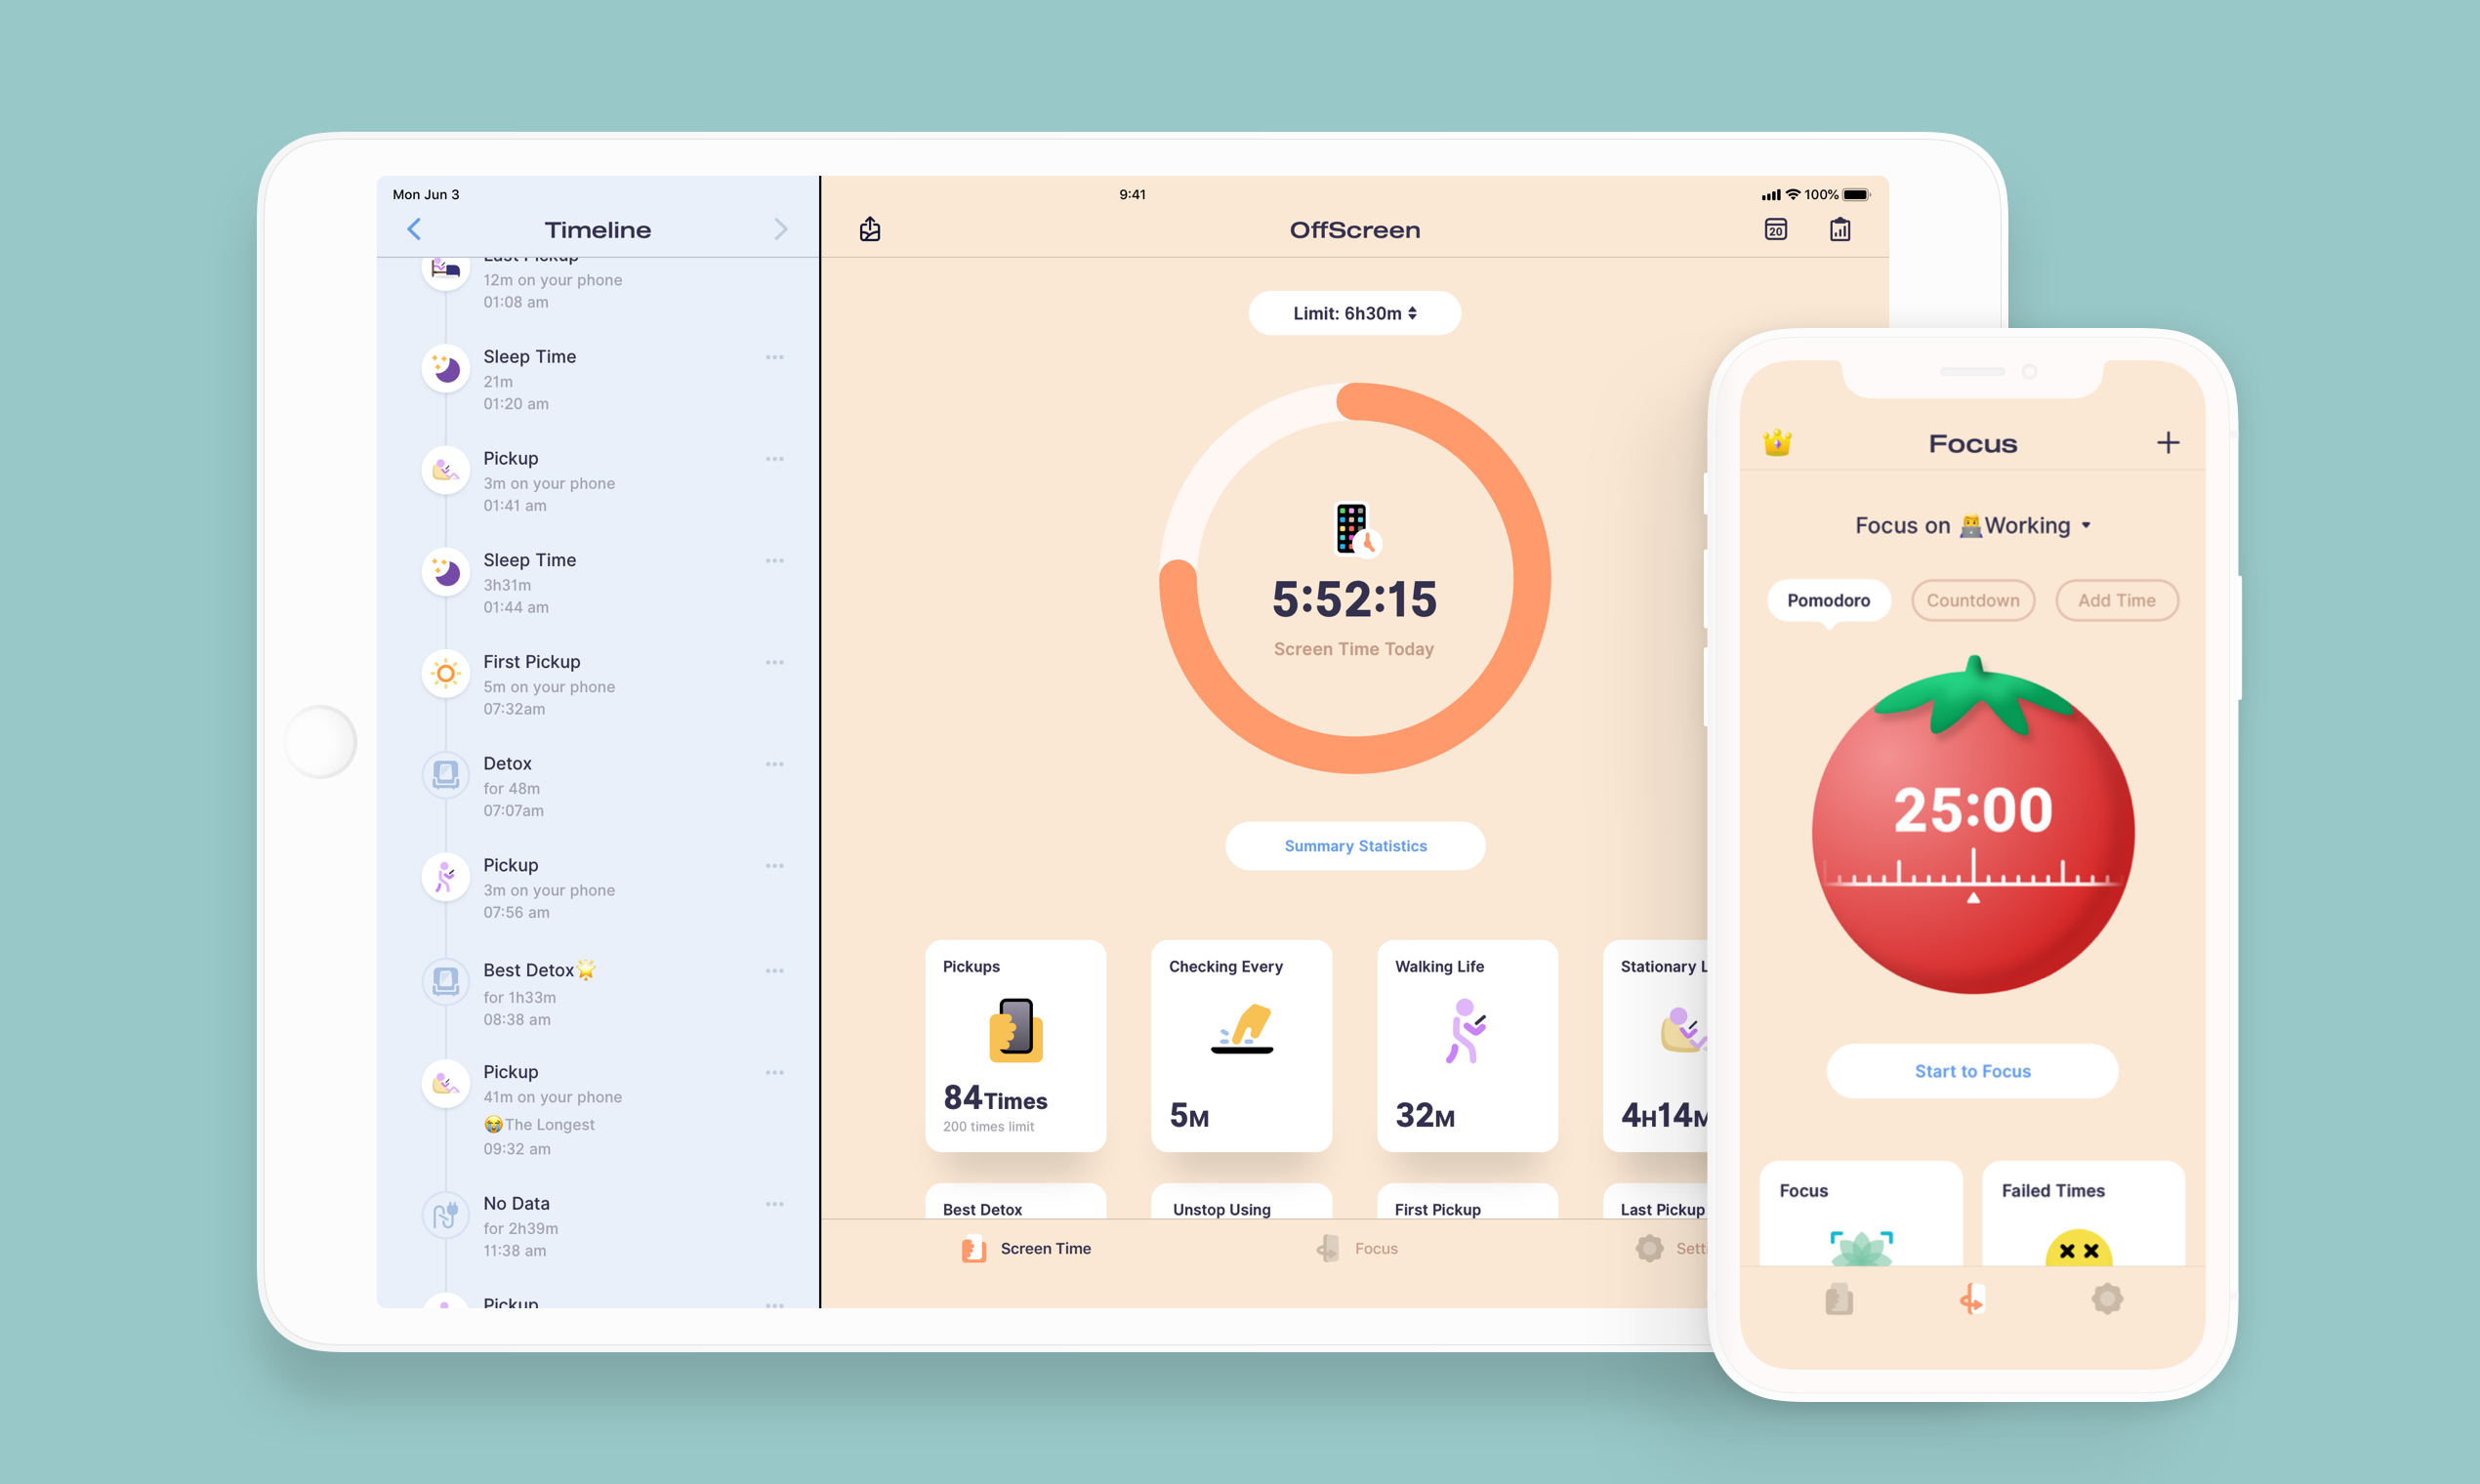 Mon Jun 3
9:41
100%
Timeline
OffScreen
20
Last Pickup
12m on your phone
01:08 am
Sleep Time
21m
01:20 am
Pickup
3m on your phone
01:41 am
Sleep Time
3h31m
01:44 am
First Pickup
5m on your phone
07:32am
Detox
for 48m
07:07am
Pickup
3m on your phone
07:56 am
Best Detox🌟
for 1h33m
08:38 am
Pickup
41m on your phone
😭The Longest
09:32 am
No Data
for 2h39m
11:38 am
Pickup
Limit: 6h30m
5:52:15
Screen Time Today
Summary Statistics
Pickups
84Times
200 times limit
Checking Every
5M
Walking Life
32M
Stationary L
4H14M
Best Detox
Unstop Using
First Pickup
Last Pickup
Screen Time
Focus
Setti
Focus
Focus on 👨‍💻Working
Pomodoro
Countdown
Add Time
25:00
Start to Focus
Focus
Failed Times